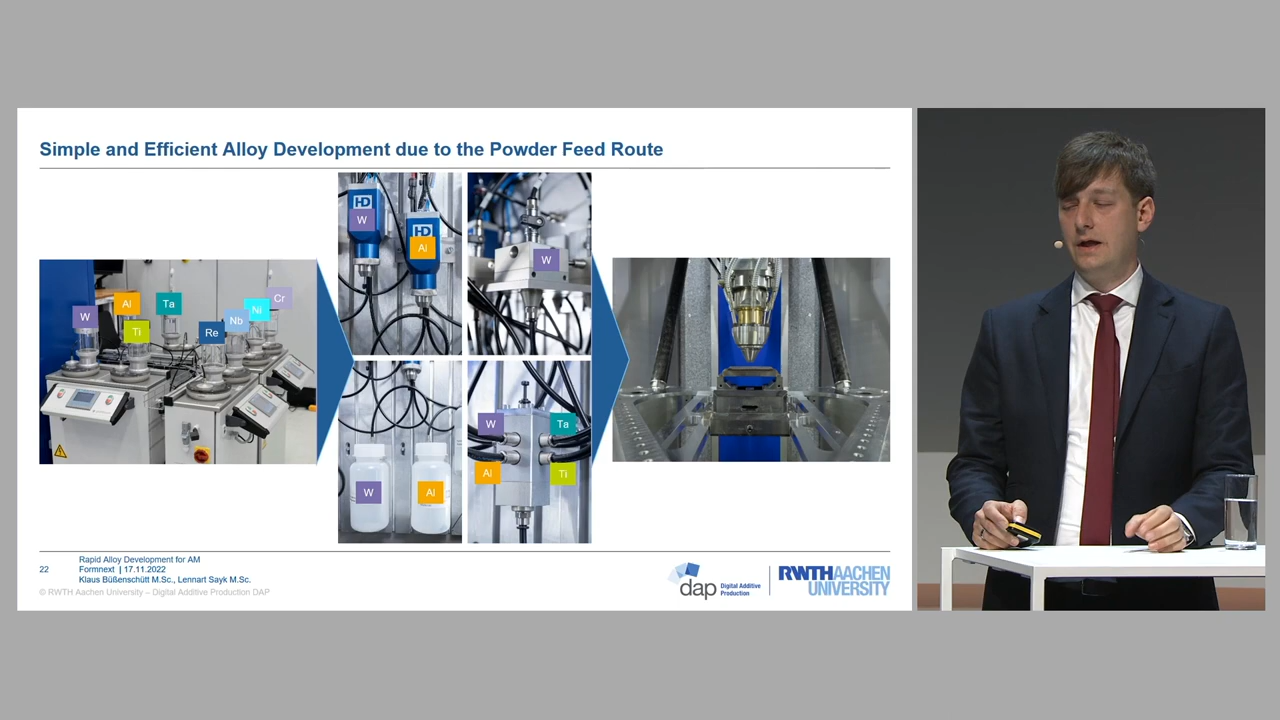 Simple and Efficient Alloy Development due to the Powder Feed Route
W
Al
Ta
Ti
Re
Nb
Ni
Cr
HD
W
HD
Al
W
W
Al
W
Ta
Al
Ti
22
Rapid Alloy Development for AM
Formnext | 17.11.2022
Klaus Büßenschütt M.Sc., Lennart Sayk M.Sc.
© RWTH Aachen University – Digital Additive Production DAP
dap Digital Additive
Production
RWTH AACHEN
UNIVERSITY